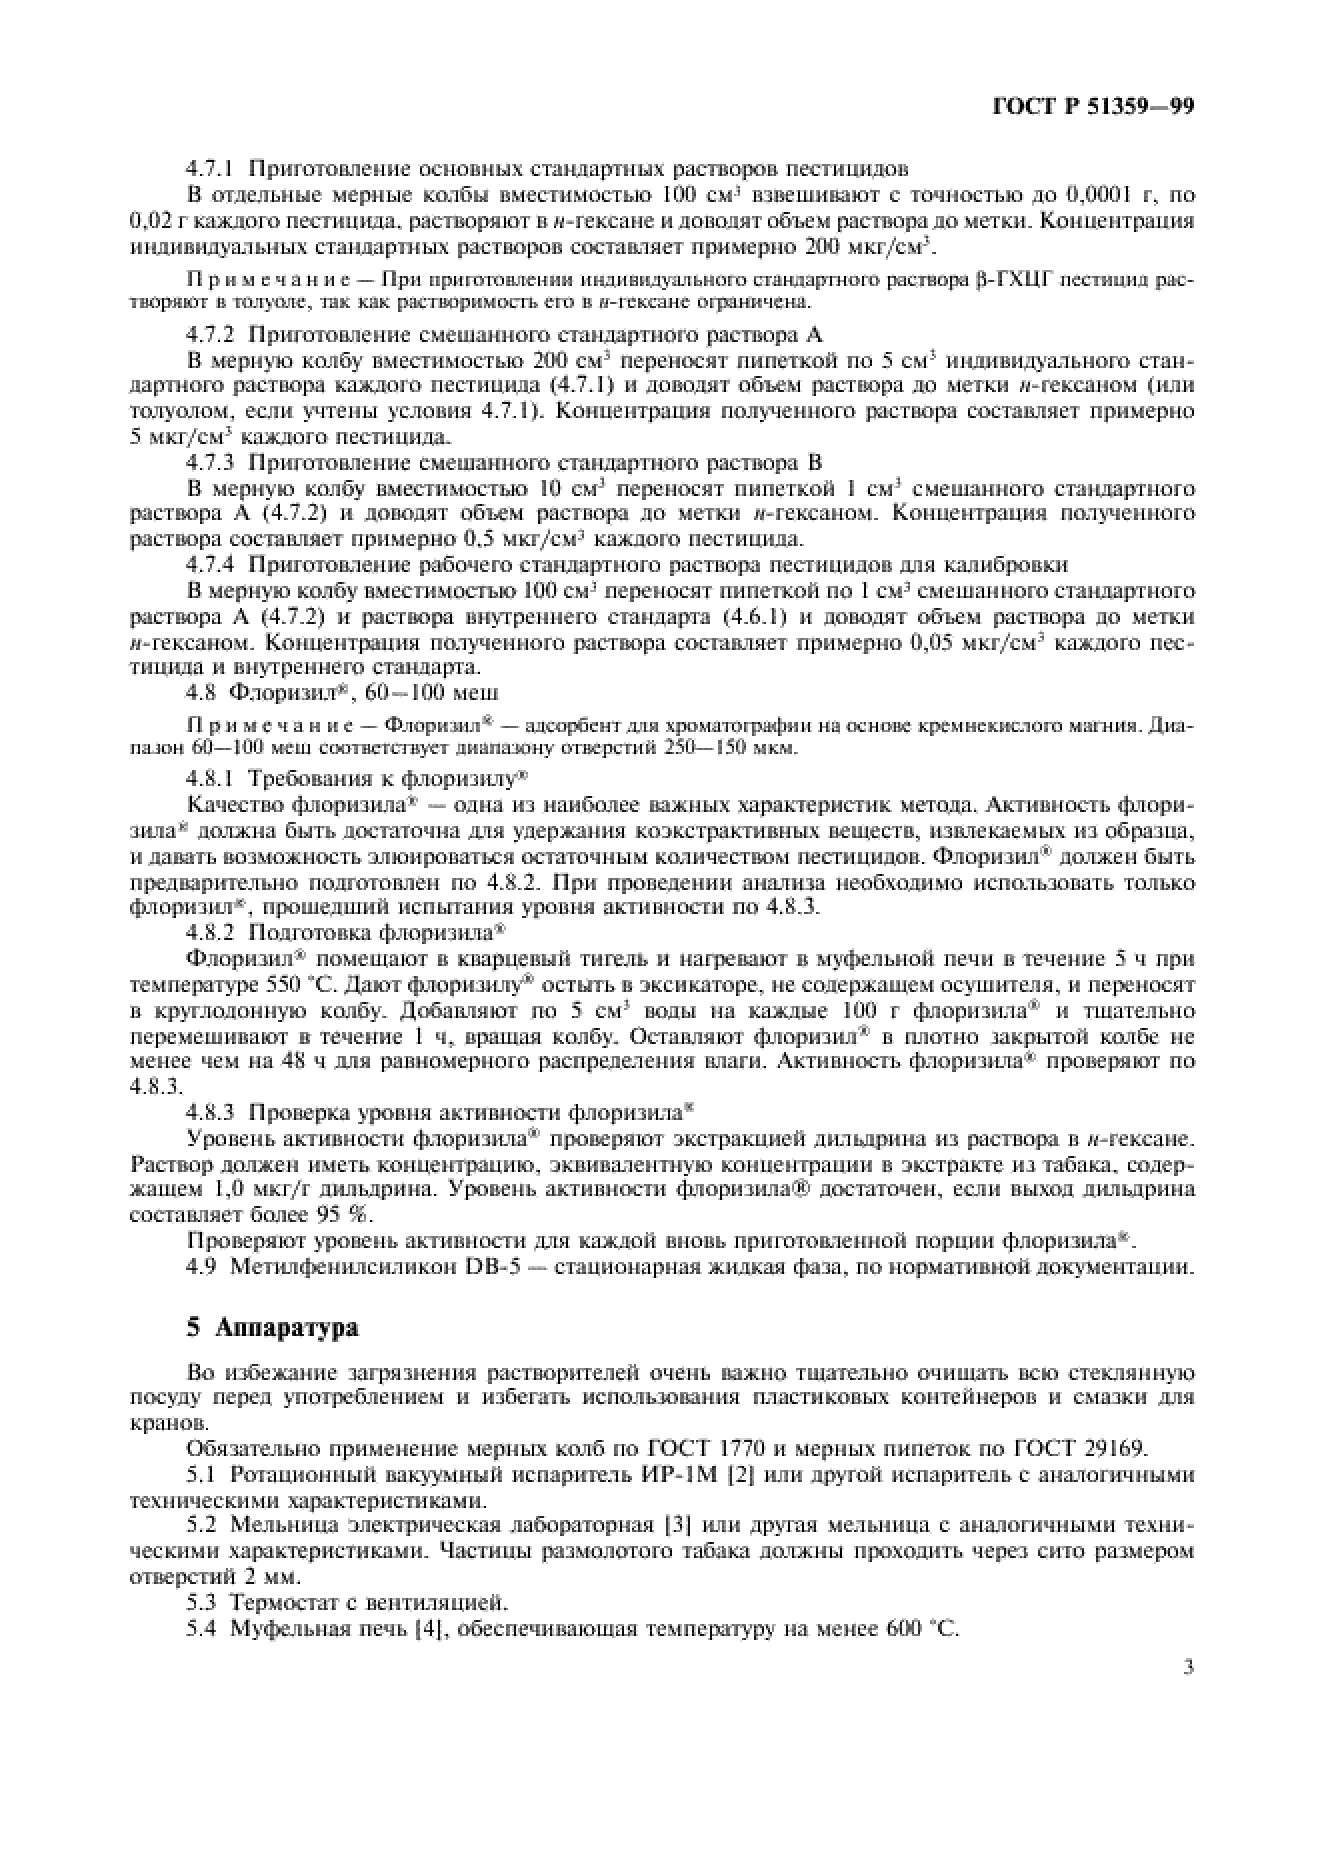 ГОСТ Р 51359—99
4.7.1 Приготовление основных стандартных растворов пестицидов
В отдельные мерные колбы вместимостью 100 см³ взвешивают с точностью до 0,0001 г, по
0,02 г каждого пестицида, растворяют в н-гексане и доводят объем раствора до метки. Концентрация
индивидуальных стандартных растворов составляет примерно 200 мкг/см³.
Примечание — При приготовлении индивидуального стандартного раствора β-ГХЦГ пестицид рас-
творяют в толуоле, так как растворимость его в н-гексане ограничена.
4.7.2 Приготовление смешанного стандартного раствора А
В мерную колбу вместимостью 200 см³ переносят пипеткой по 5 см³ индивидуального стан-
дартного раствора каждого пестицида (4.7.1) и доводят объем раствора до метки н-гексаном (или
толуолом, если учтены условия 4.7.1). Концентрация полученного раствора составляет примерно
5 мкг/см³ каждого пестицида.
4.7.3 Приготовление смешанного стандартного раствора В
В мерную колбу вместимостью 10 см³ переносят пипеткой 1 см³ смешанного стандартного
раствора А (4.7.2) и доводят объем раствора до метки н-гексаном. Концентрация полученного
раствора составляет примерно 0,5 мкг/см³ каждого пестицида.
4.7.4 Приготовление рабочего стандартного раствора пестицидов для калибровки
В мерную колбу вместимостью 100 см³ переносят пипеткой по 1 см³ смешанного стандартного
раствора А (4.7.2) и раствора внутреннего стандарта (4.6.1) и доводят объем раствора до метки
н-гексаном. Концентрация полученного раствора составляет примерно 0,05 мкг/см³ каждого пес-
тицида и внутреннего стандарта.
4.8 Флоризил®, 60—100 меш
Примечание — Флоризил® — адсорбент для хроматографии на основе кремнекислого магния. Диа-
пазон 60—100 меш соответствует диапазону отверстий 250—150 мкм.
4.8.1 Требования к флоризилу®
Качество флоризила® — одна из наиболее важных характеристик метода. Активность флори-
зила® должна быть достаточна для удержания коэкстрактивных веществ, извлекаемых из образца,
и давать возможность элюироваться остаточным количеством пестицидов. Флоризил® должен быть
предварительно подготовлен по 4.8.2. При проведении анализа необходимо использовать только
флоризил®, прошедший испытания уровня активности по 4.8.3.
4.8.2 Подготовка флоризила®
Флоризил® помещают в кварцевый тигель и нагревают в муфельной печи в течение 5 ч при
температуре 550 °С. Дают флоризилу® остыть в эксикаторе, не содержащем осушителя, и переносят
в круглодонную колбу. Добавляют по 5 см³ воды на каждые 100 г флоризила® и тщательно
перемешивают в течение 1 ч, вращая колбу. Оставляют флоризил® в плотно закрытой колбе не
менее чем на 48 ч для равномерного распределения влаги. Активность флоризила® проверяют по
4.8.3.
4.8.3 Проверка уровня активности флоризила®
Уровень активности флоризила® проверяют экстракцией дильдрина из раствора в н-гексане.
Раствор должен иметь концентрацию, эквивалентную концентрации в экстракте из табака, содер-
жащем 1,0 мкг/г дильдрина. Уровень активности флоризила® достаточен, если выход дильдрина
составляет более 95 %.
Проверяют уровень активности для каждой вновь приготовленной порции флоризила®.
4.9 Метилфенилсиликон DB-5 — стационарная жидкая фаза, по нормативной документации.
5 Аппаратура
Во избежание загрязнения растворителей очень важно тщательно очищать всю стеклянную
посуду перед употреблением и избегать использования пластиковых контейнеров и смазки для
кранов.
Обязательно применение мерных колб по ГОСТ 1770 и мерных пипеток по ГОСТ 29169.
5.1 Ротационный вакуумный испаритель ИР-1М [2] или другой испаритель с аналогичными
техническими характеристиками.
5.2 Мельница электрическая лабораторная [3] или другая мельница с аналогичными техни-
ческими характеристиками. Частицы размолотого табака должны проходить через сито размером
отверстий 2 мм.
5.3 Термостат с вентиляцией.
5.4 Муфельная печь [4], обеспечивающая температуру на менее 600 °С.
3